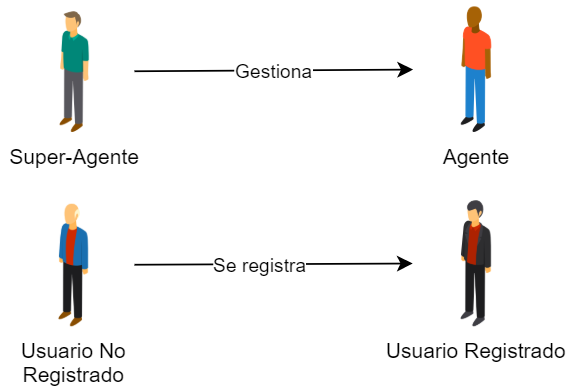 Gestiona
Super-Agente
Agente
Se registra
Usuario No
Registrado
Usuario Registrado